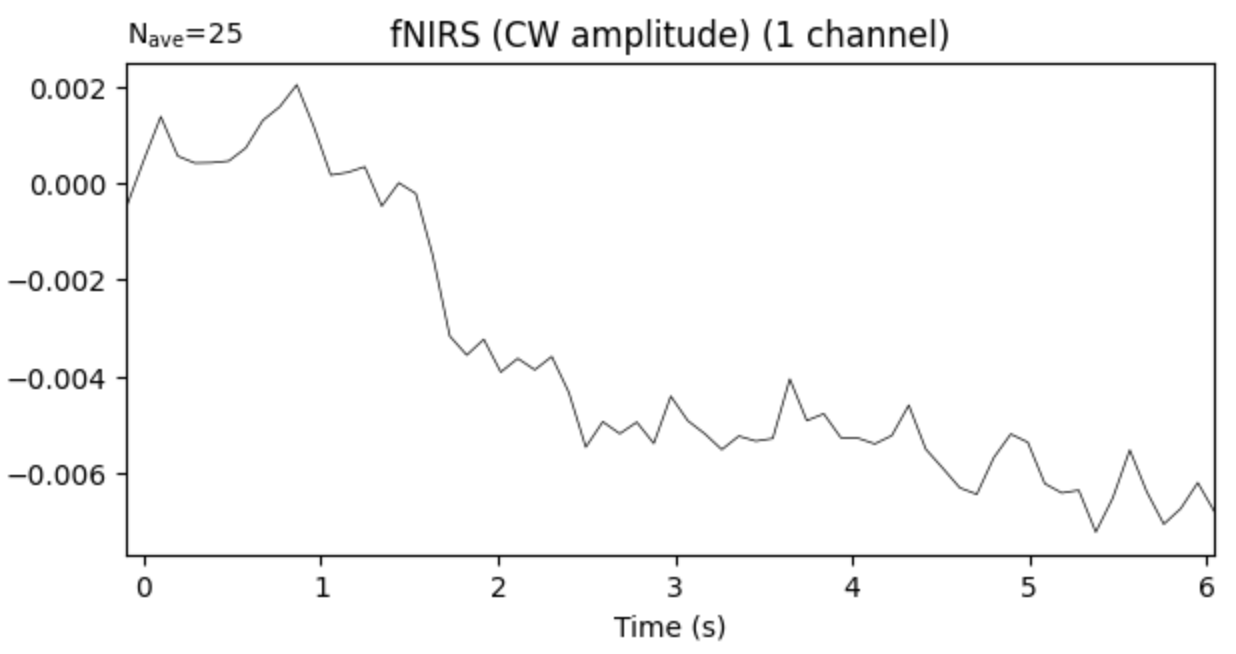 N_ave=25
fNIRS (CW amplitude) (1 channel)
0.002
0.000
−0.002
−0.004
−0.006
0 1 2 3 4 5 6
Time (s)